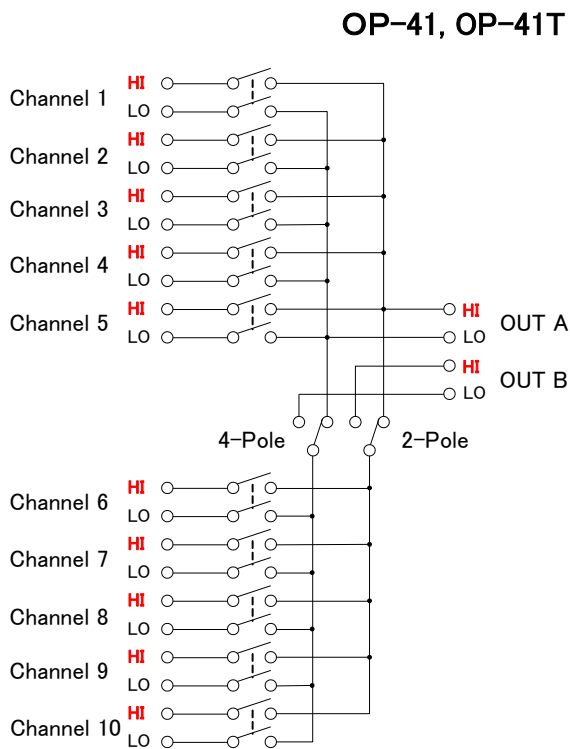 OP-41, OP-41T
Channel 1 HI
LO
Channel 2 HI
LO
Channel 3 HI
LO
Channel 4 HI
LO
Channel 5 HI
LO
HI
LO
OUT A
HI
LO
OUT B
4-Pole 2-Pole
Channel 6 HI
LO
Channel 7 HI
LO
Channel 8 HI
LO
Channel 9 HI
LO
Channel 10 HI
LO